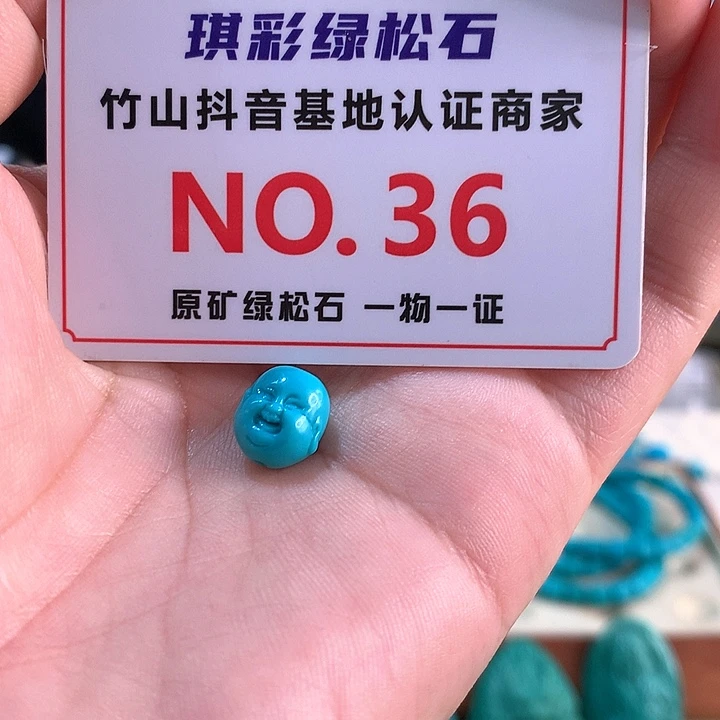 琪彩绿松石
竹山抖音基地认证商家
NO.36
原矿绿松石 一物一证